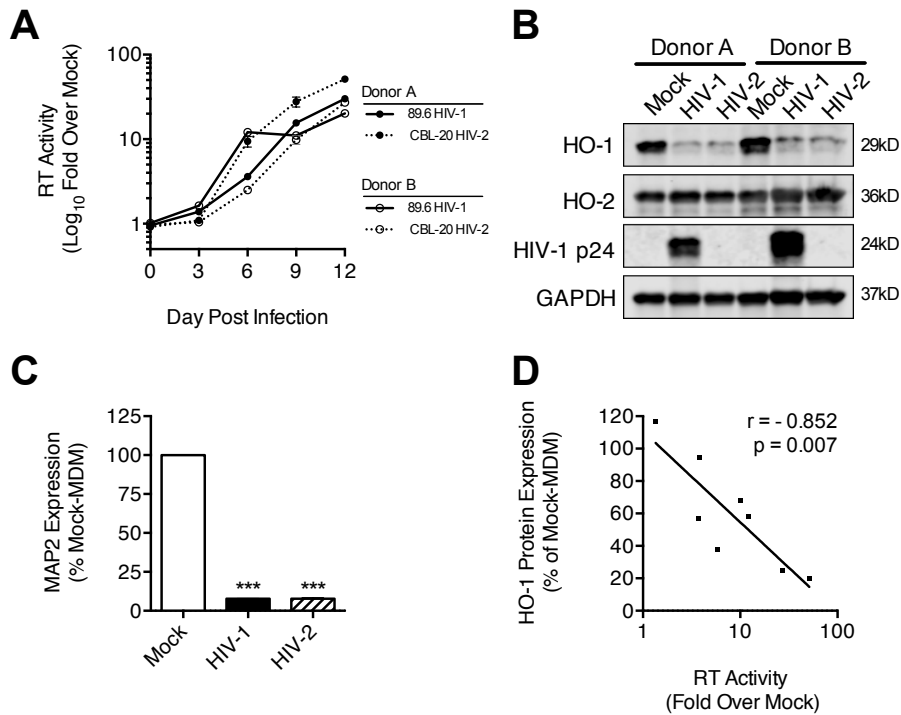 A
RT Activity
(Log10 Fold Over Mock)
100
10
1
0 3 6 9 12
Day Post Infection
Donor A
89.6 HIV-1
CBL-20 HIV-2
Donor B
89.6 HIV-1
CBL-20 HIV-2
B
Donor A Donor B
Mock HIV-1 HIV-2 Mock HIV-1 HIV-2
HO-1 29kD
HO-2 36kD
HIV-1 p24 24kD
GAPDH 37kD
C
MAP2 Expression
(% Mock-MDM)
125
100
75
50
25
0
*** ***
Mock HIV-1 HIV-2
D
HO-1 Protein Expression
(% of Mock-MDM)
r = - 0.852
p = 0.007
120
100
80
60
40
20
0
1 10 100
RT Activity
(Fold Over Mock)